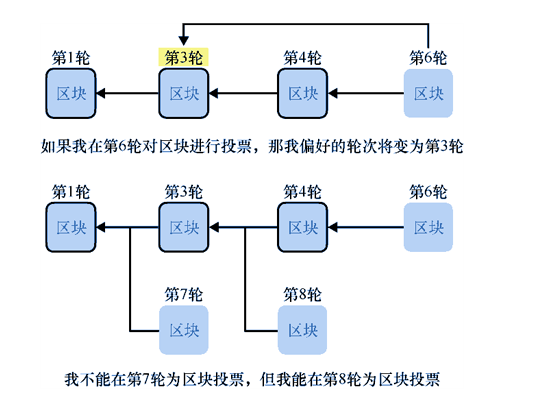 第1轮 第3轮 第4轮 第6轮
区块 区块 区块 区块
如果我在第6轮对区块进行投票，那我偏好的轮次将变为第3轮
第1轮 第3轮 第4轮 第6轮
区块 区块 区块 区块
第7轮 第8轮
区块 区块
我不能在第7轮为区块投票，但我能在第8轮为区块投票